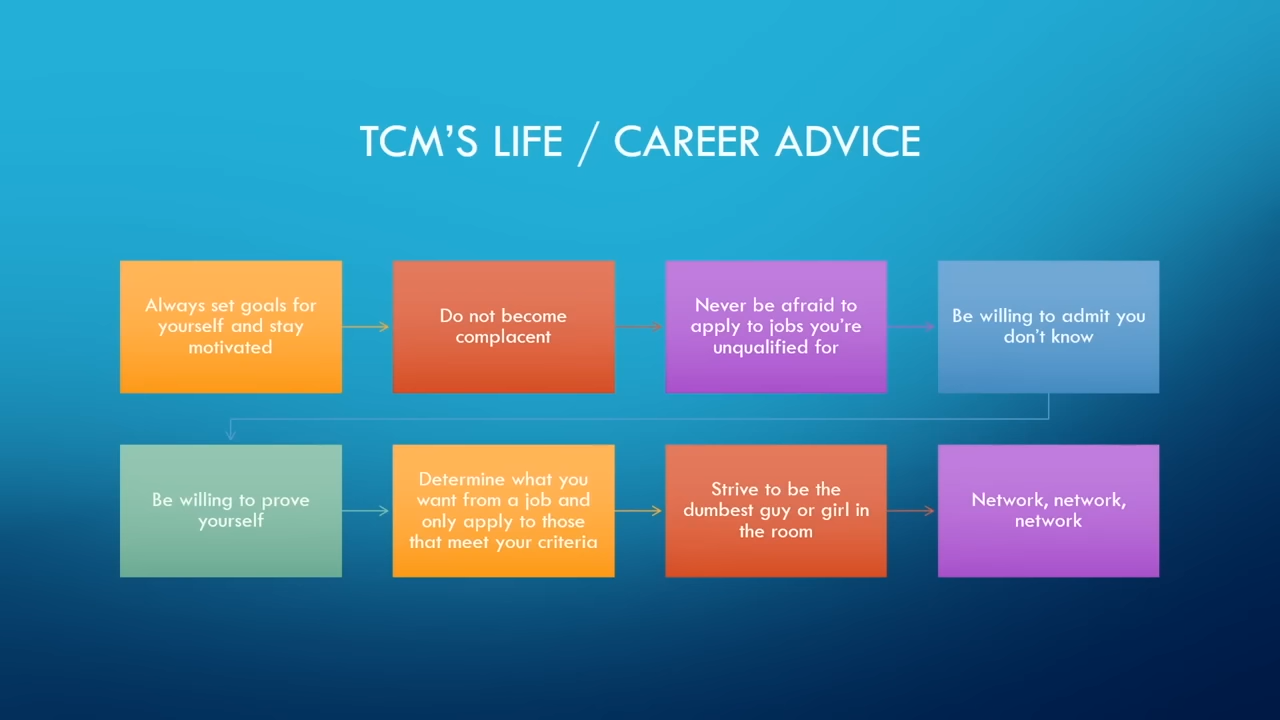 TCM’S LIFE / CAREER ADVICE
Always set goals for
yourself and stay
motivated
Do not become
complacent
Never be afraid to
apply to jobs you’re
unqualified for
Be willing to admit you
don’t know
Be willing to prove
yourself
Determine what you
want from a job and
only apply to those
that meet your criteria
Strive to be the
dumbest guy or girl in
the room
Network, network,
network